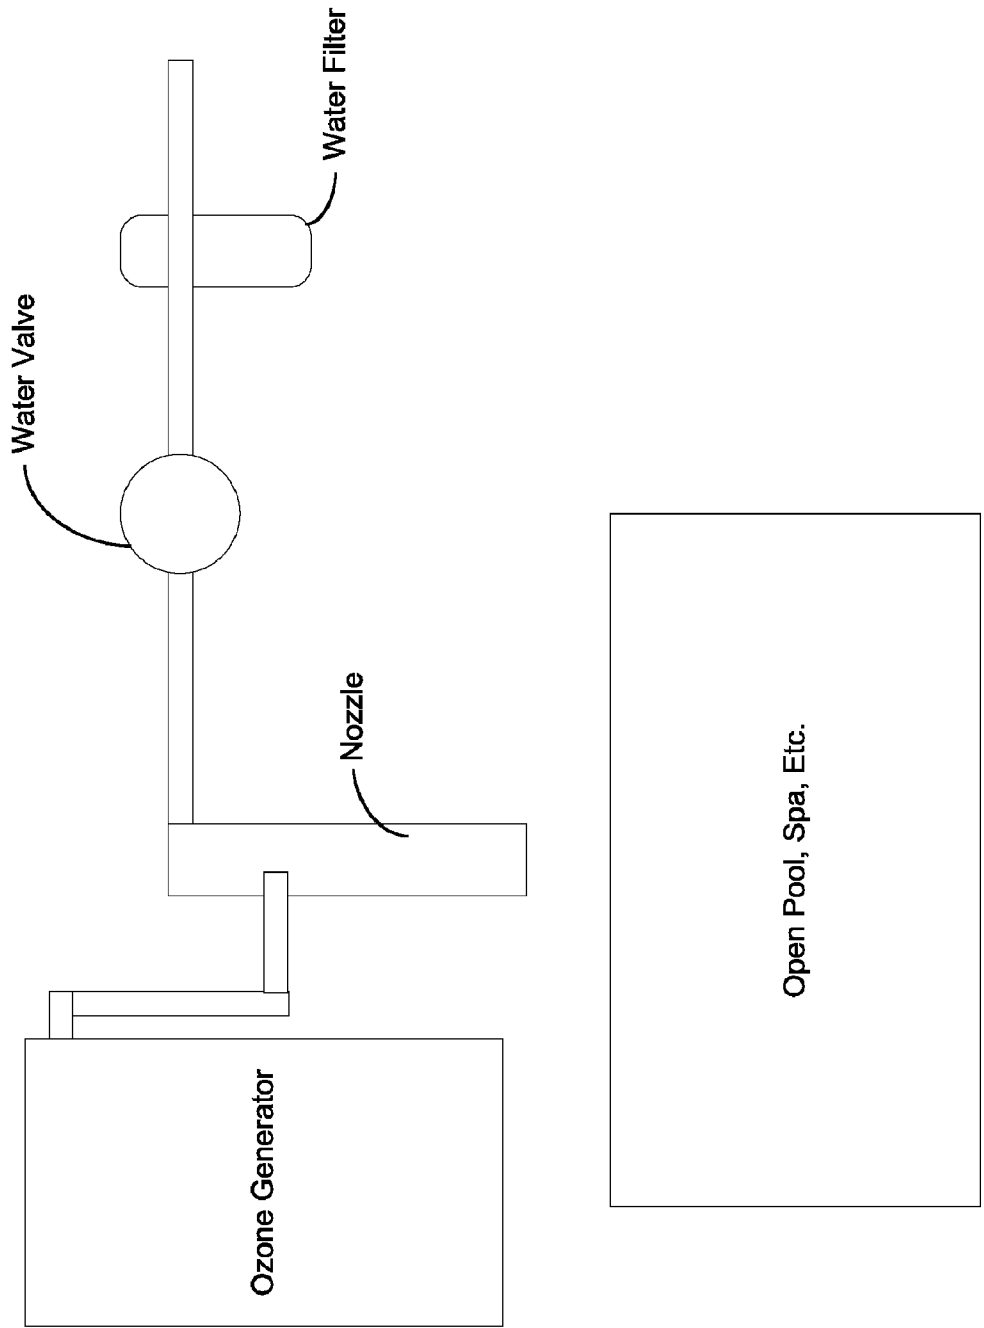 Water Valve
Water Filter
Nozzle
Ozone Generator
Open Pool, Spa, Etc.